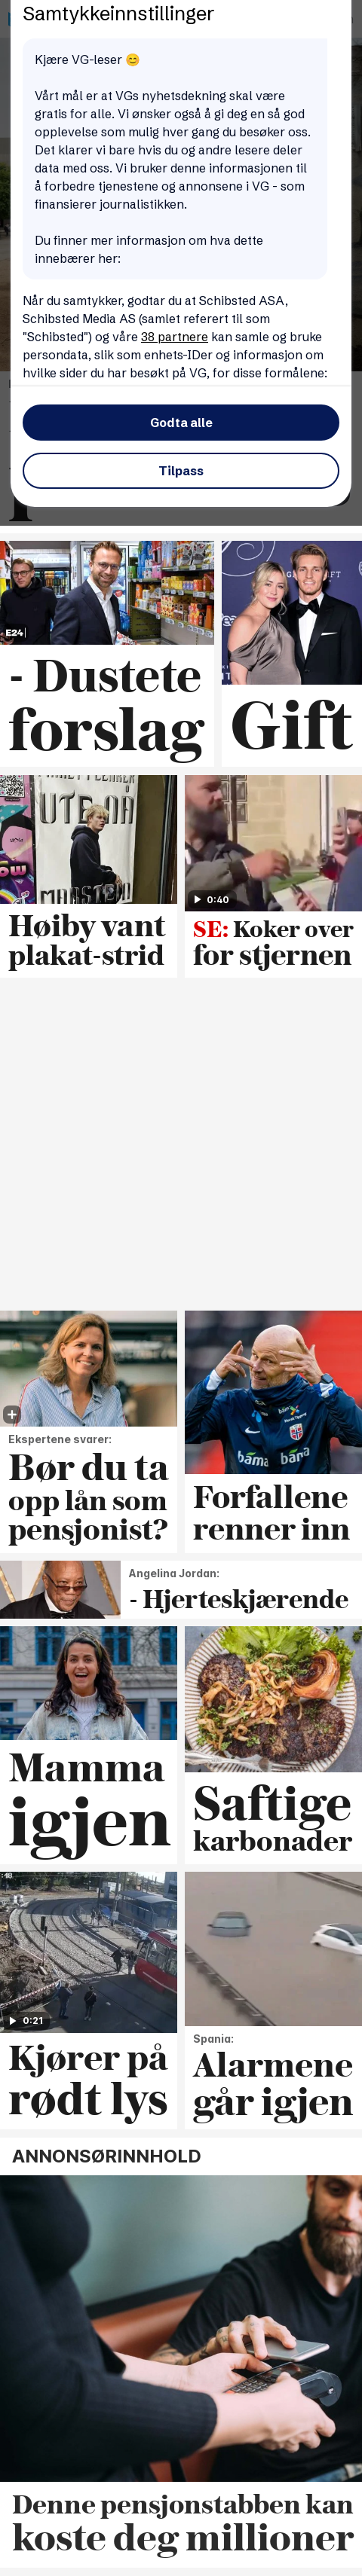 Samtykkeinnstillinger
Kjære VG-leser 😊
Vårt mål er at VGs nyhetsdekning skal være
gratis for alle. Vi ønsker også å gi deg en så god
opplevelse som mulig hver gang du besøker oss.
Det klarer vi bare hvis du og andre lesere deler
data med oss. Vi bruker denne informasjonen til
å forbedre tjenestene og annonsene i VG - som
finansierer journalistikken.
Du finner mer informasjon om hva dette
innebærer her:
Når du samtykker, godtar du at Schibsted ASA,
Schibsted Media AS (samlet referert til som
"Schibsted") og våre 38 partnere kan samle og bruke
persondata, slik som enhets-IDer og informasjon om
hvilke sider du har besøkt på VG, for disse formålene:
Godta alle
Tilpass
E24
- Dustete
forslag
Gift
UTE NÅ
Høiby vant
plakat-strid
0:40
SE: Koker over
for stjernen
Ekspertene svarer:
Bør du ta
opp lån som
pensjonist?
Forfallene
renner inn
Angelina Jordan:
- Hjerteskjærende
Mamma
igjen
Saftige
karbonader
0:21
Kjører på
rødt lys
Spania:
Alarmene
går igjen
ANNONSØRINNHOLD
Denne pensjonstabben kan
koste deg millioner